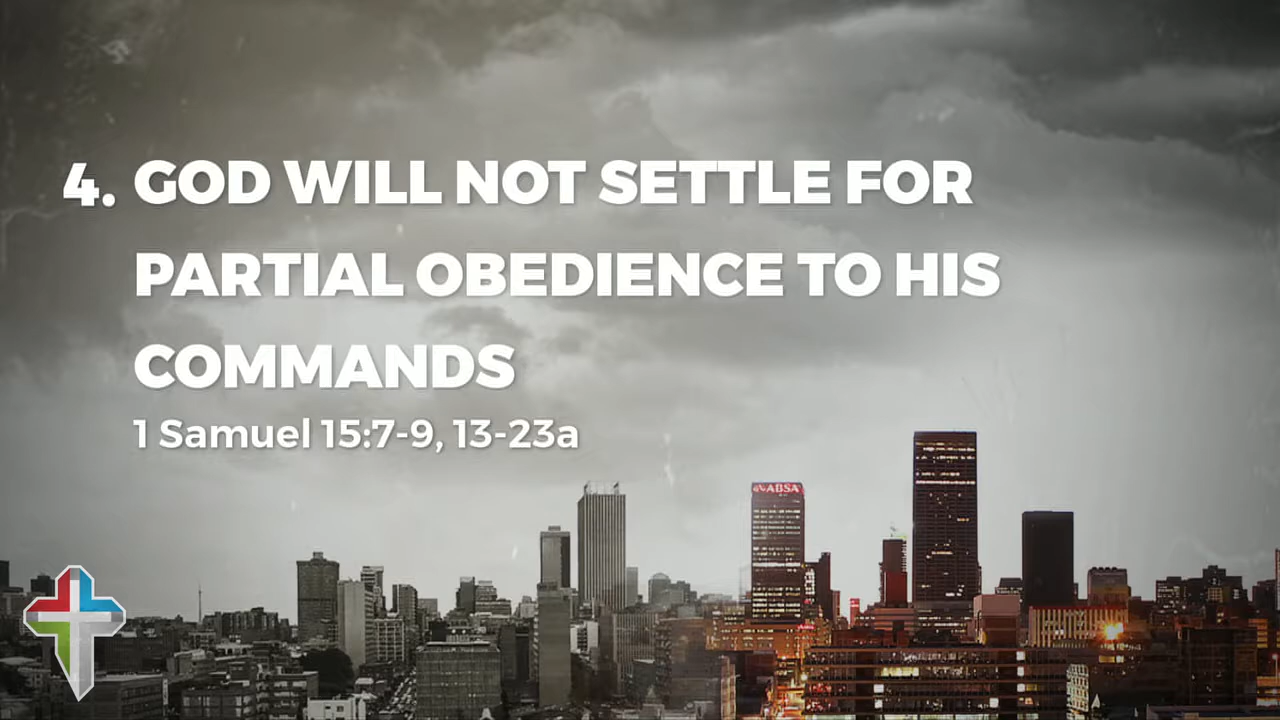 4. GOD WILL NOT SETTLE FOR
PARTIAL OBEDIENCE TO HIS
COMMANDS
1 Samuel 15:7-9, 13-23a
ABSA